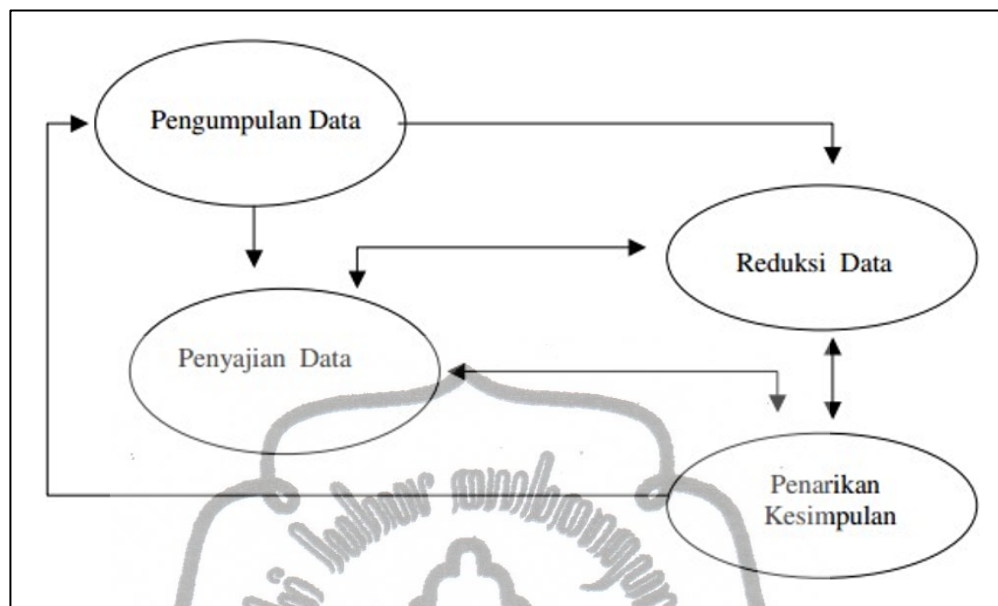 Pengumpulan Data
Reduksi Data
Penyajian Data
Penarikan
Kesimpulan